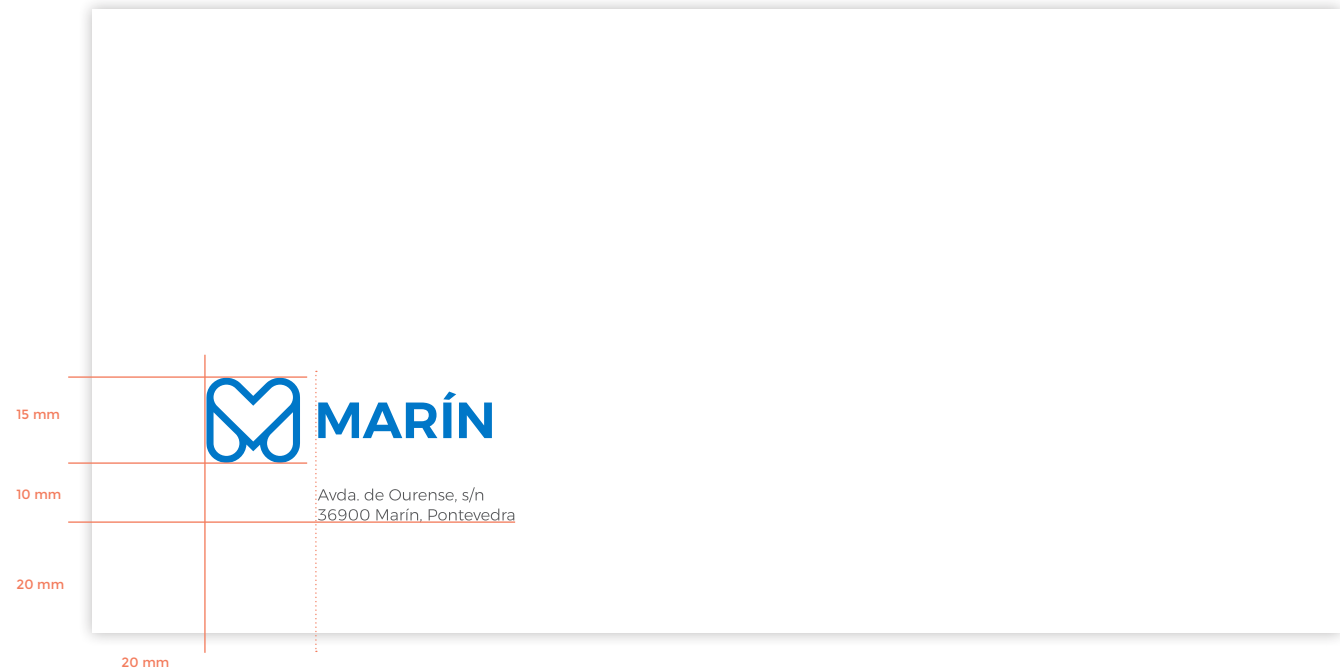 15 mm
MARÍN
10 mm
Avda. de Ourense, s/n
36900 Marín, Pontevedra
20 mm
20 mm